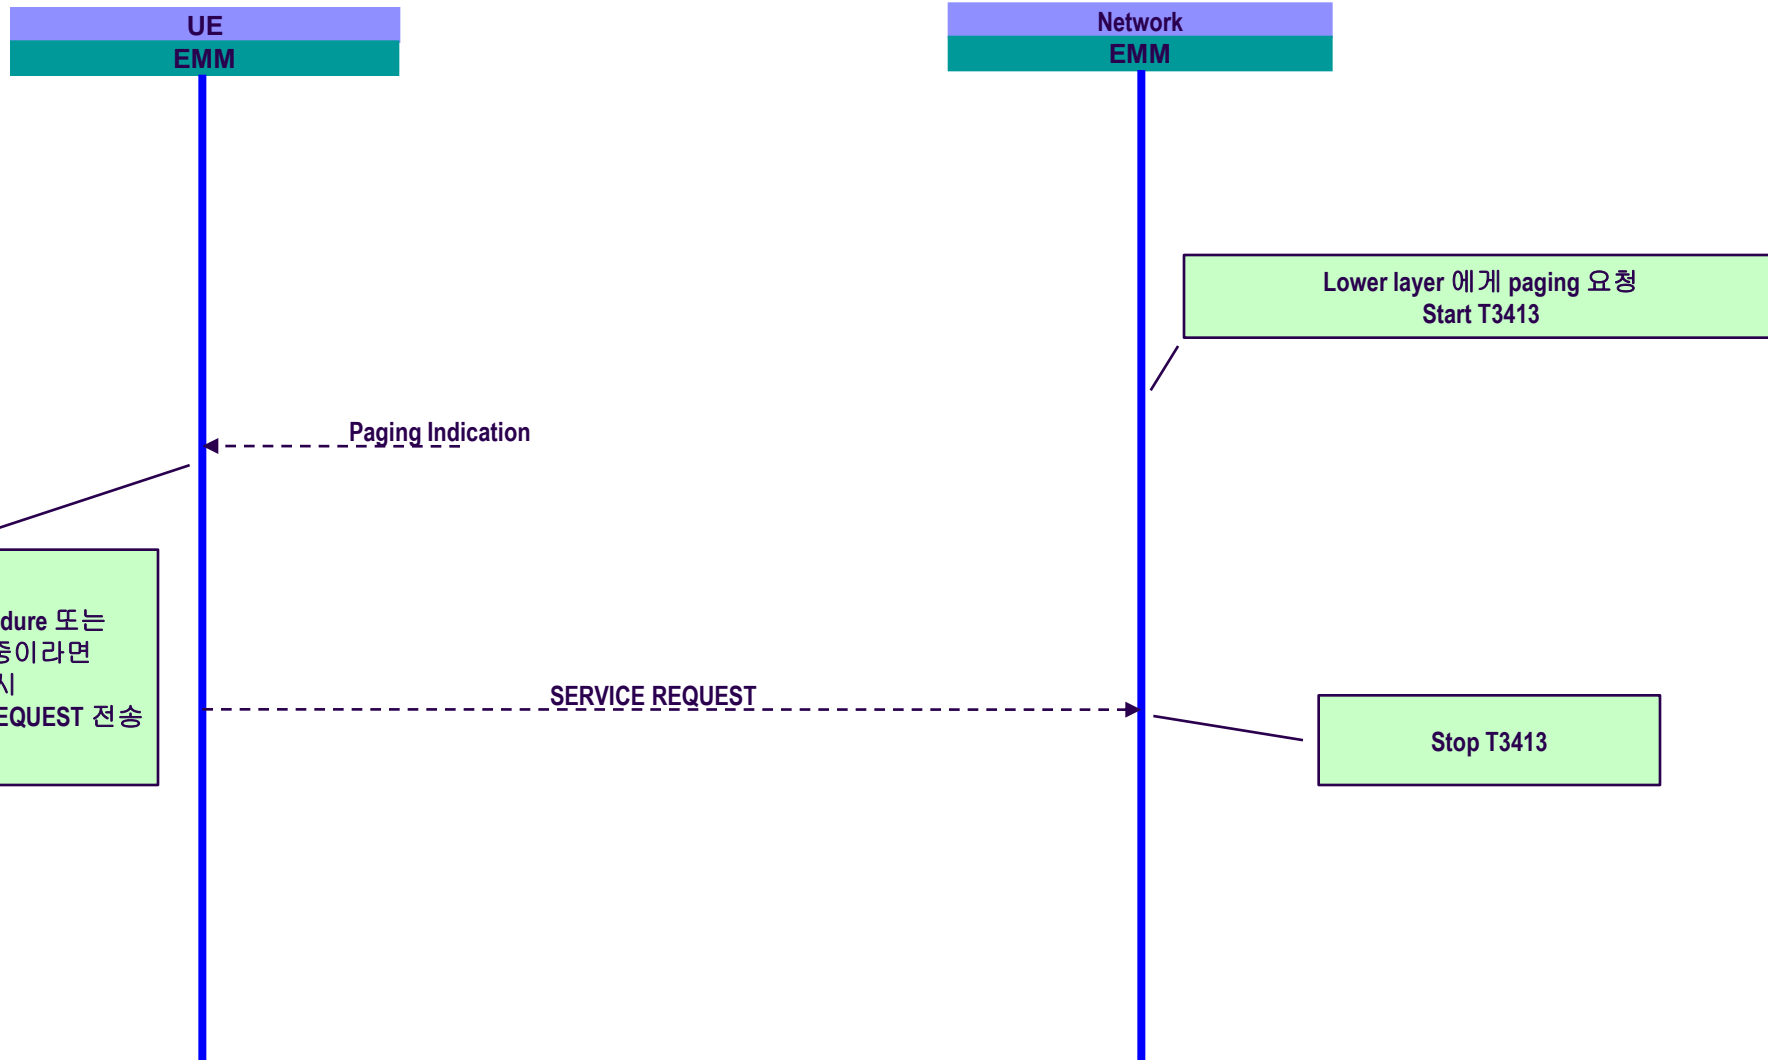 UE
EMM
Network
EMM
Lower layer 에게 paging 요청
Start T3413
Paging Indication
dure 또는
중이라면
시
EQUEST 전송
SERVICE REQUEST
Stop T3413